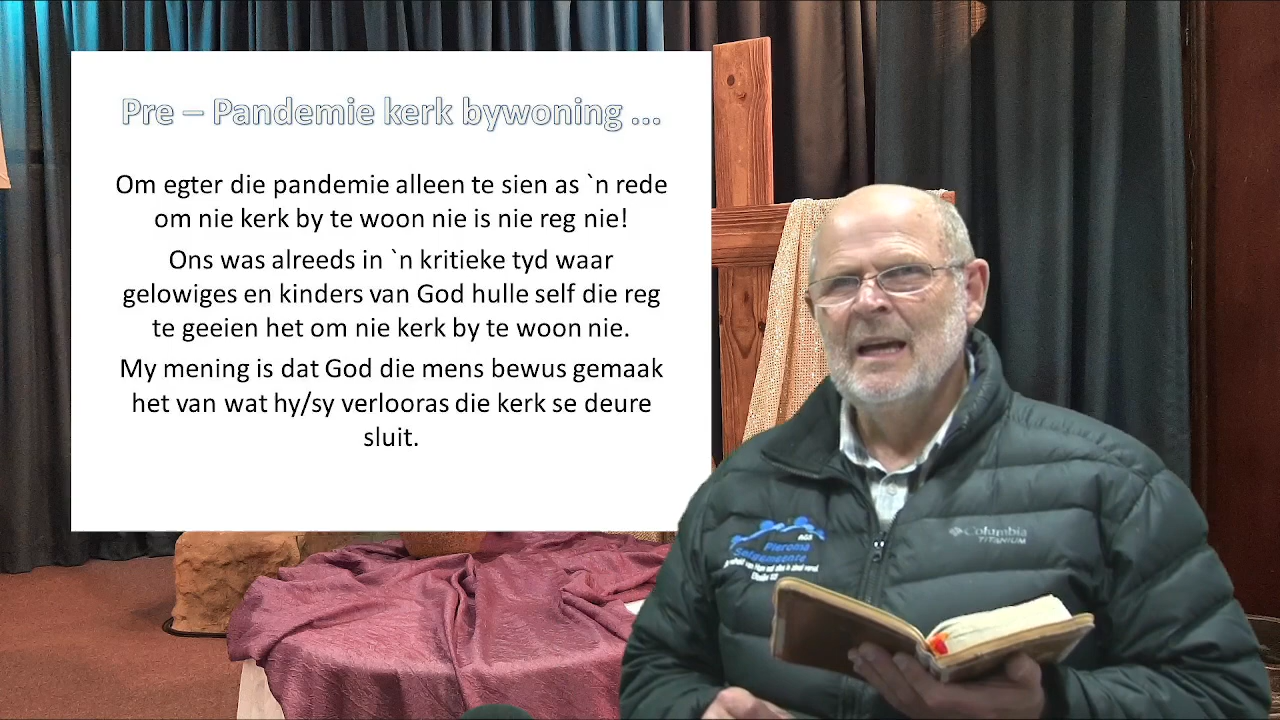 Pre – Pandemie kerk bywoning ...
Om egter die pandemie alleen te sien as `n rede
om nie kerk by te woon nie is nie reg nie!
Ons was alreeds in `n kritieke tyd waar
gelowiges en kinders van God hulle self die reg
te geeien het om nie kerk by te woon nie.
My mening is dat God die mens bewus gemaak
het van wat hy/sy verlooras die kerk se deure
sluit.
Columbia
TITANIUM
AGS
Pleroma